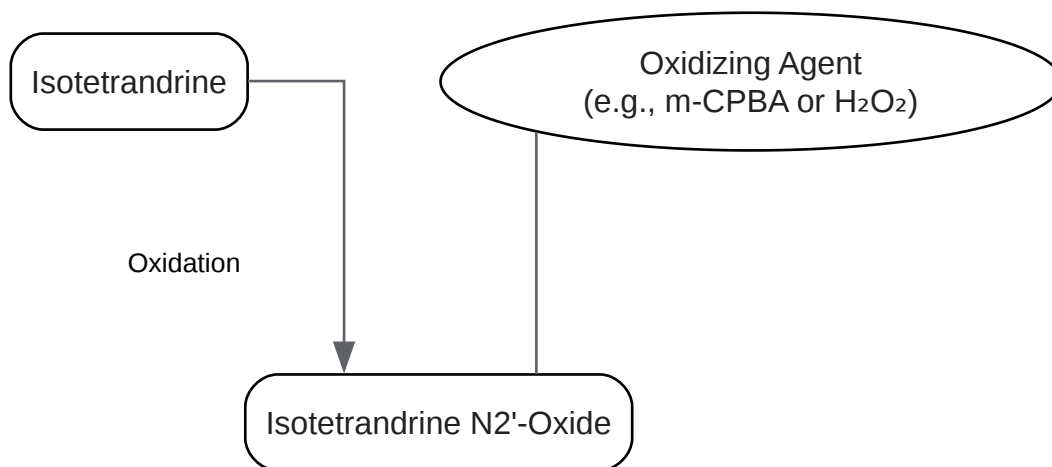 Isotetrandrine
Oxidizing Agent
(e.g., m-CPBA or H₂O₂)
Oxidation
Isotetrandrine N2'-Oxide